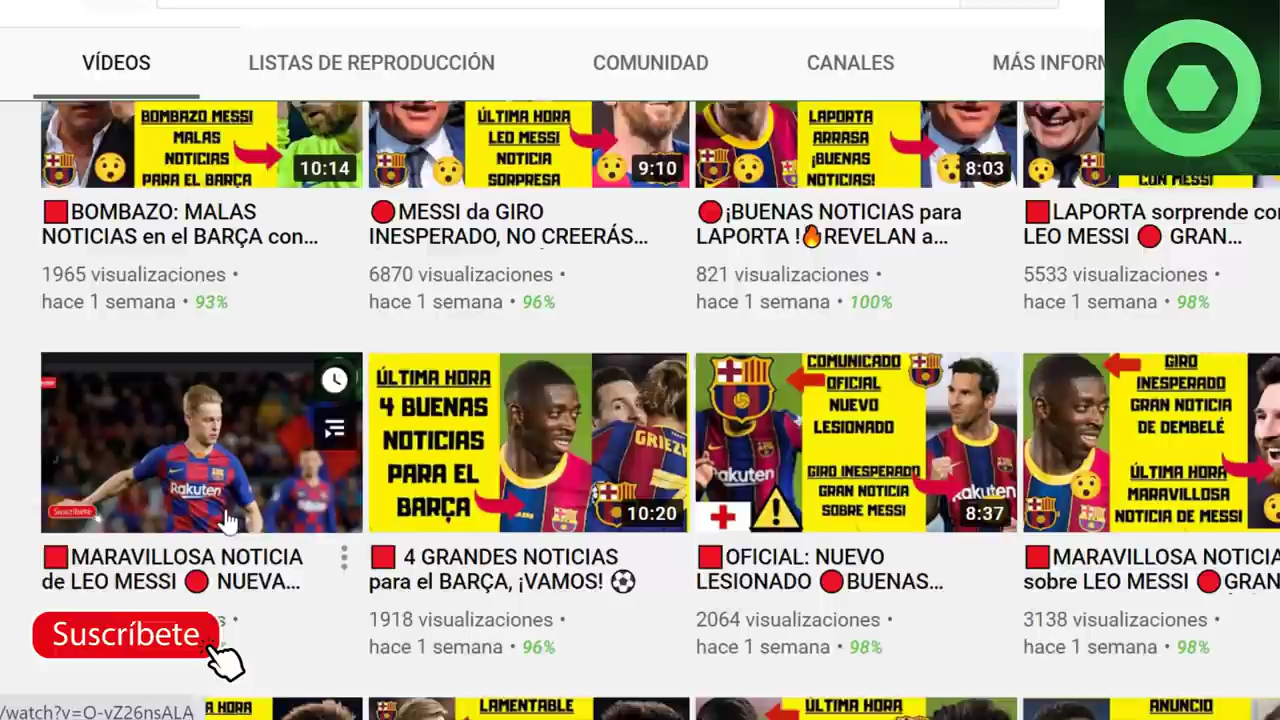 VÍDEOS
LISTAS DE REPRODUCCIÓN
COMUNIDAD
CANALES
MÁS INFORM
BOMBAZO MESSI
MALAS
NOTICIAS
PARA EL BARÇA
10:14
ÚLTIMA HORA
LEO MESSI
NOTICIA
SORPRESA
9:10
LAPORTA
ARRASA
¡BUENAS
NOTICIAS!
8:03
CON MESSI
🟥BOMBAZO: MALAS
NOTICIAS en el BARÇA con...
1965 visualizaciones •
hace 1 semana • 93%
🔴MESSI da GIRO
INESPERADO, NO CREERÁS...
6870 visualizaciones •
hace 1 semana • 96%
🔴¡BUENAS NOTICIAS para
LAPORTA !🔥REVELAN a...
821 visualizaciones •
hace 1 semana • 100%
🟥LAPORTA sorprende co
LEO MESSI 🔴 GRAN...
5533 visualizaciones •
hace 1 semana • 98%
Rakuten
Suscríbete
ÚLTIMA HORA
4 BUENAS
NOTICIAS
PARA EL
BARÇA
GRIEZM
10:20
COMUNICADO
OFICIAL
NUEVO
LESIONADO
GIRO INESPERADO
GRAN NOTICIA
SOBRE MESSI
Rakuten
Rakuten
8:37
GIRO
INESPERADO
GRAN NOTICIA
DE DEMBELÉ
ÚLTIMA HORA
MARAVILLOSA
NOTICIA DE MESSI
🟥MARAVILLOSA NOTICIA
de LEO MESSI 🔴 NUEVA...
🟥 4 GRANDES NOTICIAS
para el BARÇA, ¡VAMOS! ⚽
1918 visualizaciones •
hace 1 semana • 96%
🟥OFICIAL: NUEVO
LESIONADO 🔴BUENAS...
2064 visualizaciones •
hace 1 semana • 98%
🟥MARAVILLOSA NOTICIA
sobre LEO MESSI 🔴GRAN
3138 visualizaciones •
hace 1 semana • 98%
Suscríbete
/watch?v=O-vZ26nsALA
HORA
LAMENTABLE
ÚLTIMA HORA
ANUNCIO